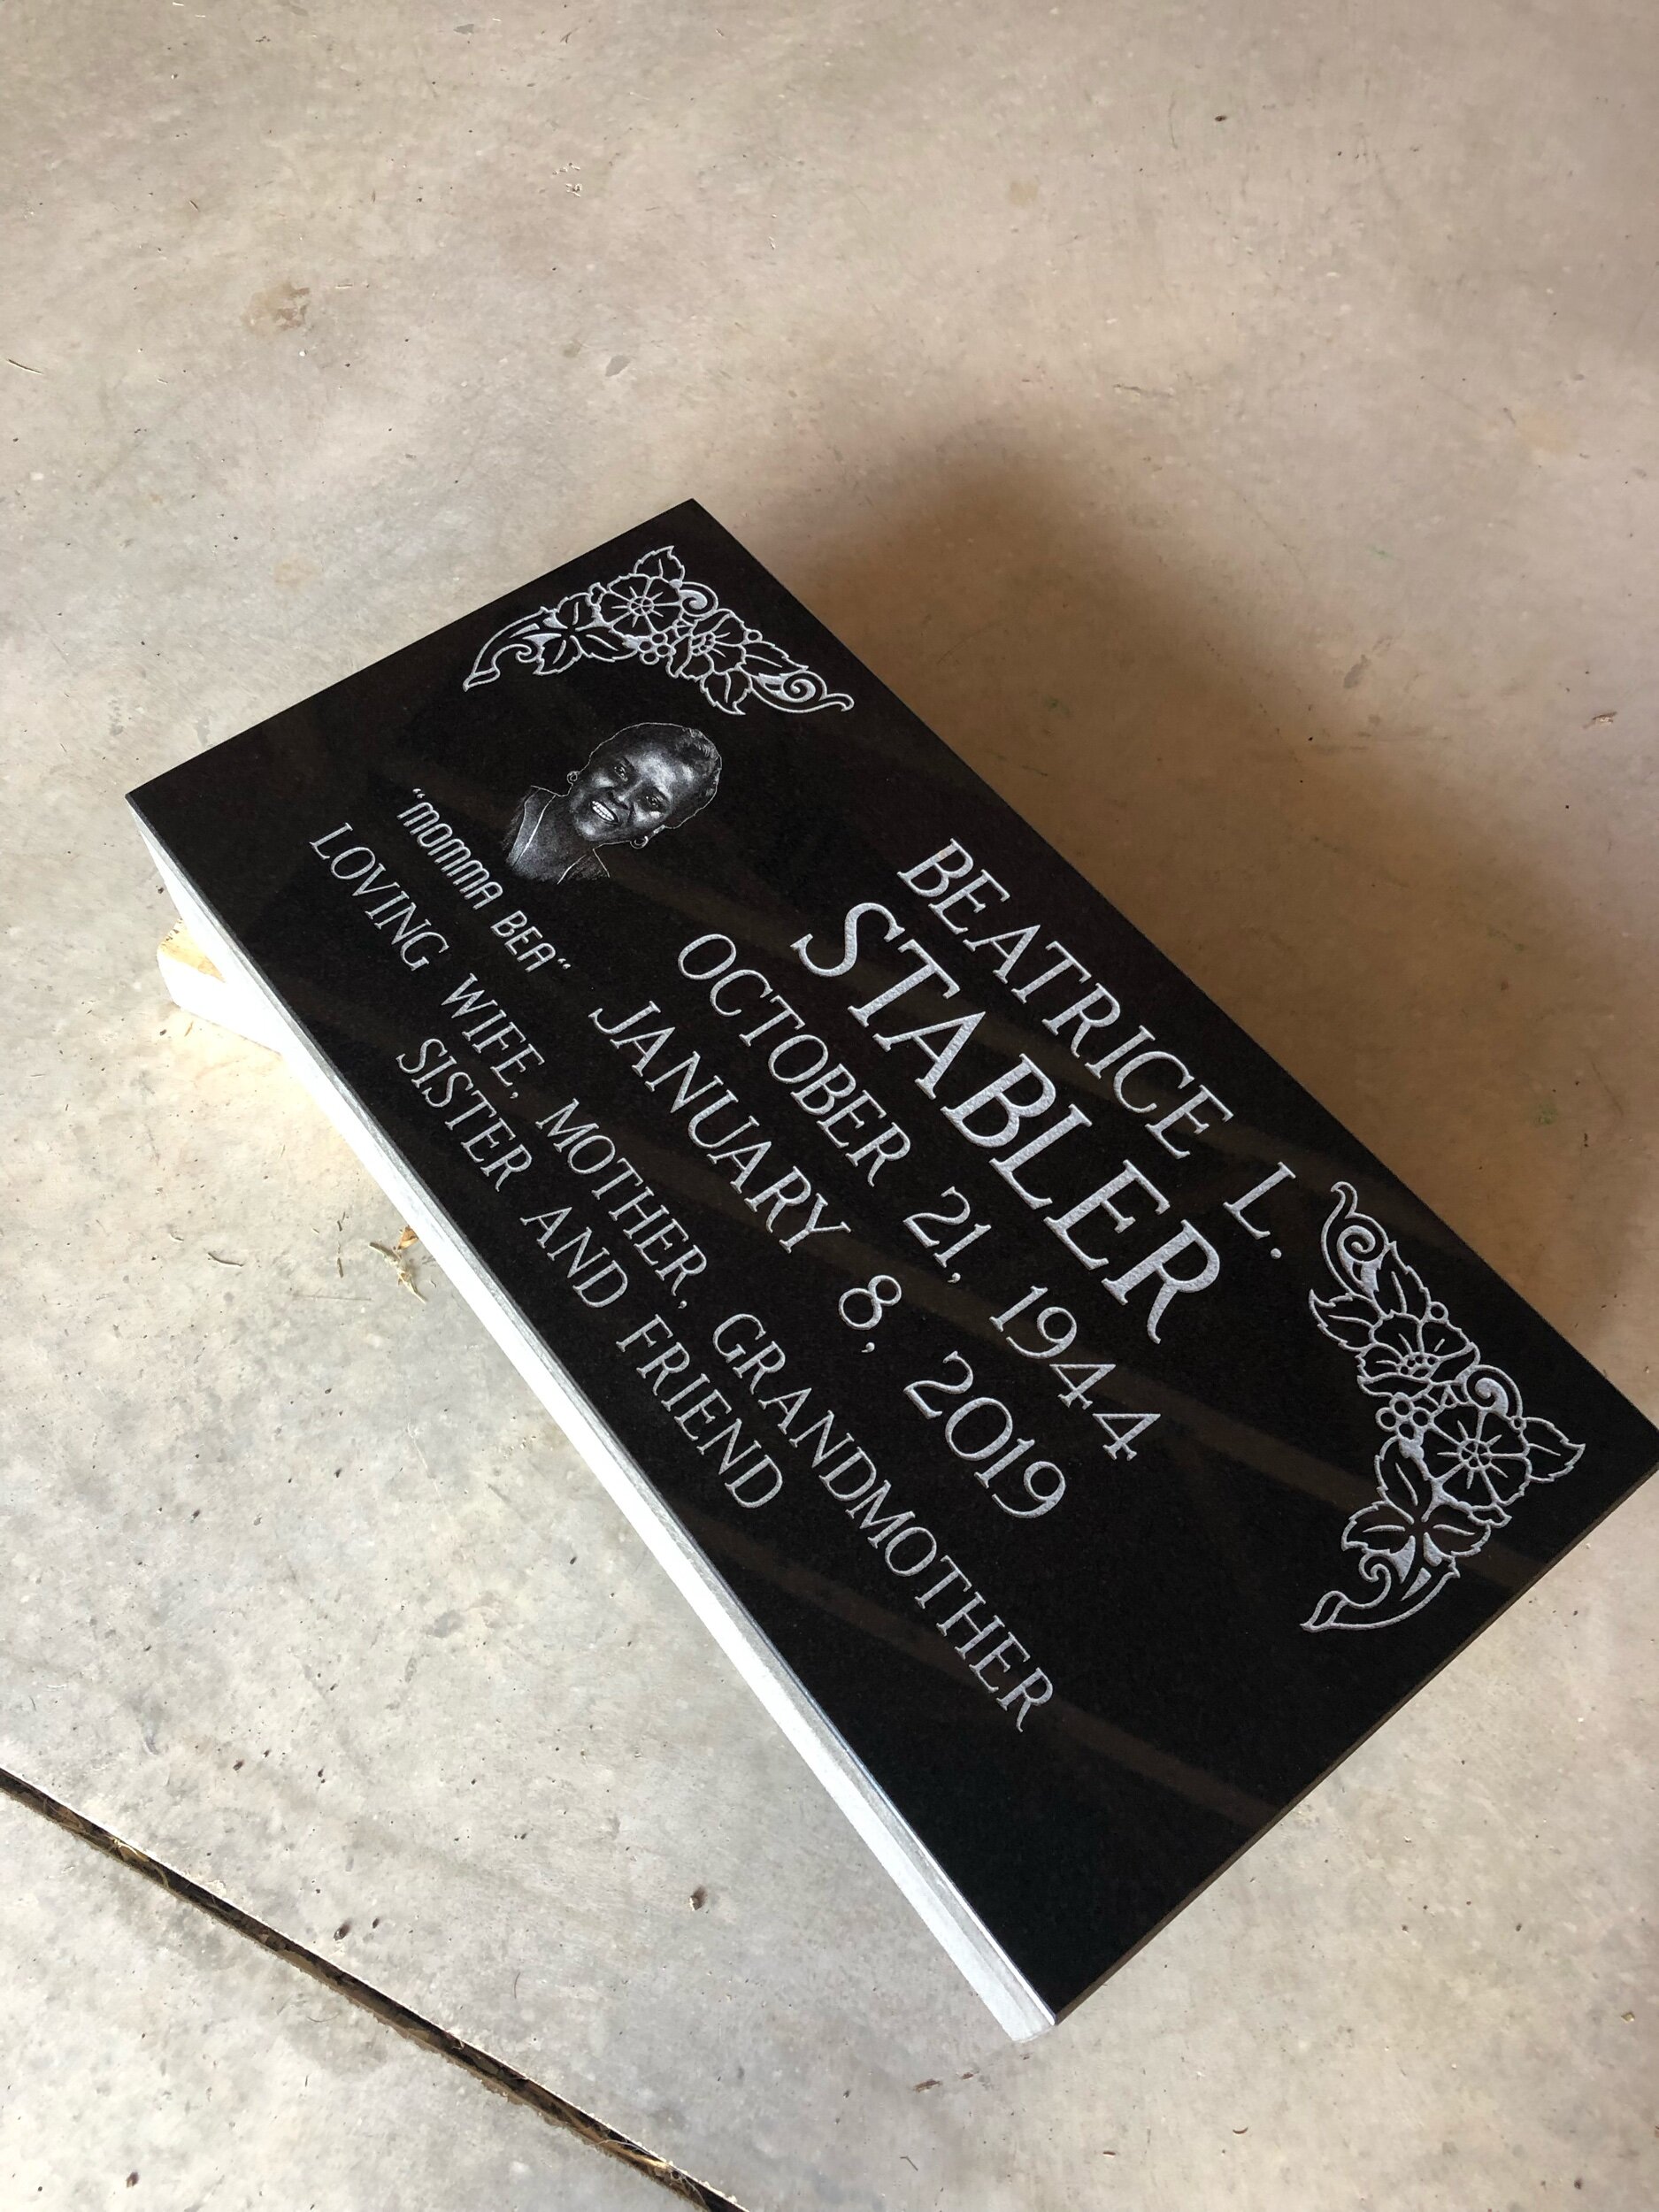 BEATRICE L.
STABLER
OCTOBER 21, 1944
JANUARY 8, 2019
"MOMMA BEA"
LOVING WIFE, MOTHER, GRANDMOTHER
SISTER AND FRIEND